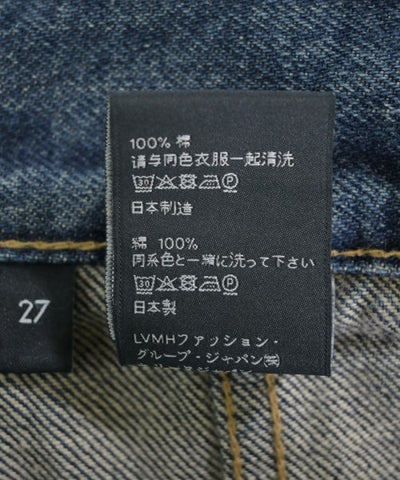 100% 棉
请与同色衣服一起清洗
30 P
日本制造
綿 100%
同系色と一緒に洗って下さい
30 P
日本製
LVMHファッション・
グループ・ジャパン㈱
27